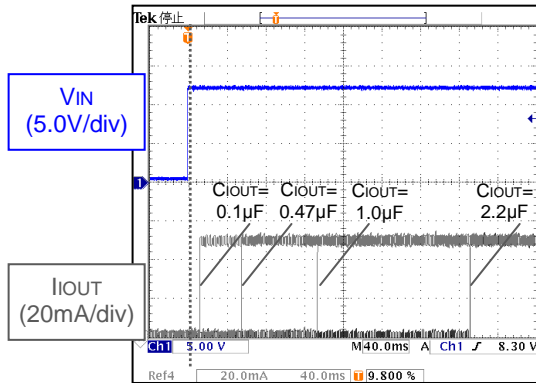 Tek 停止
T
T
VIN
(5.0V/div)
1
CIOUT=
0.1µF
CIOUT=
0.47µF
CIOUT=
1.0µF
CIOUT=
2.2µF
IIOUT
(20mA/div)
Ch1 5.00 V M 40.0ms A Ch1 8.30 V
Ref4 20.0mA 40.0ms T 9.800 %